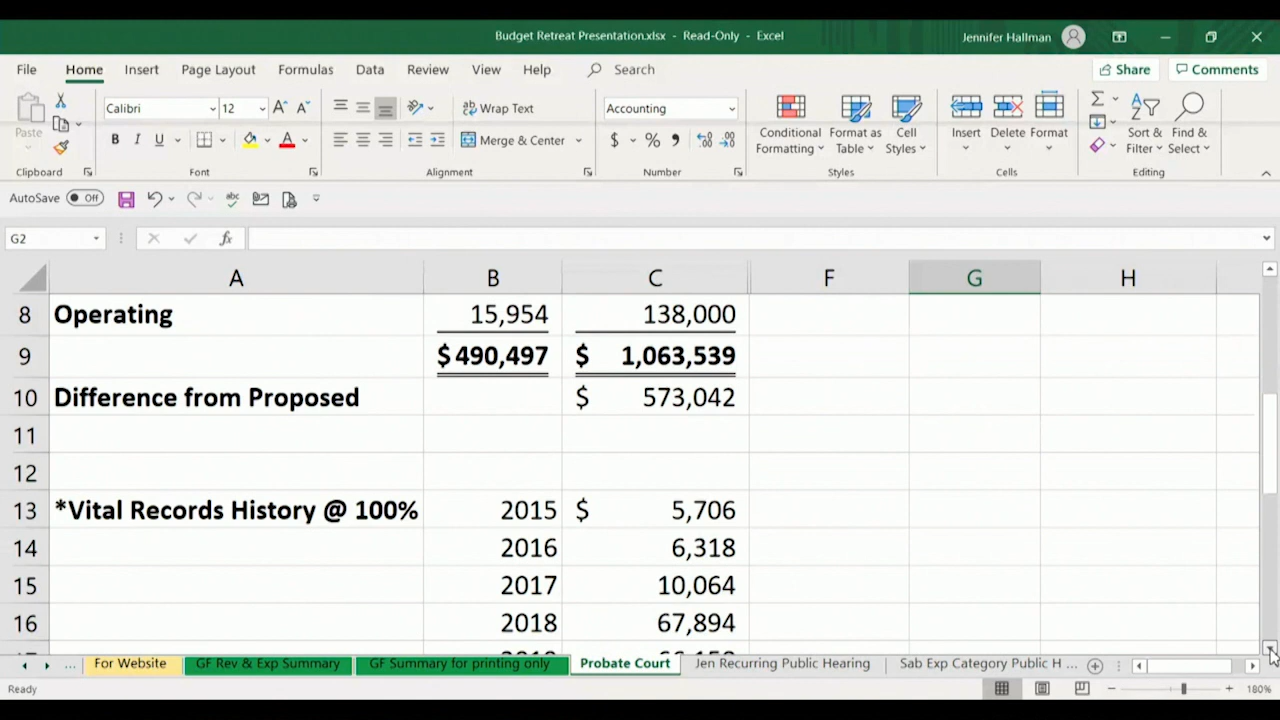 Budget Retreat Presentation.xlsx - Read-Only - Excel
Jennifer Hallman
File Home Insert Page Layout Formulas Data Review View Help Search Share Comments
Paste
Calibri 12
Wrap Text
Accounting
B I U
Merge & Center
$ % 9
Conditional Formatting
Format as Table
Cell Styles
Insert Delete Format
Sort & Filter
Find & Select
Clipboard Font Alignment Number Styles Cells Editing
AutoSave Off
G2 fx
A B C F G H
8 Operating 15,954 138,000
9 $ 490,497 $ 1,063,539
10 Difference from Proposed $ 573,042
11
12
13 *Vital Records History @ 100% 2015 $ 5,706
14 2016 6,318
15 2017 10,064
16 2018 67,894
... For Website GF Rev & Exp Summary GF Summary for printing only Probate Court Jen Recurring Public Hearing Sab Exp Category Public H ...
Ready 180%